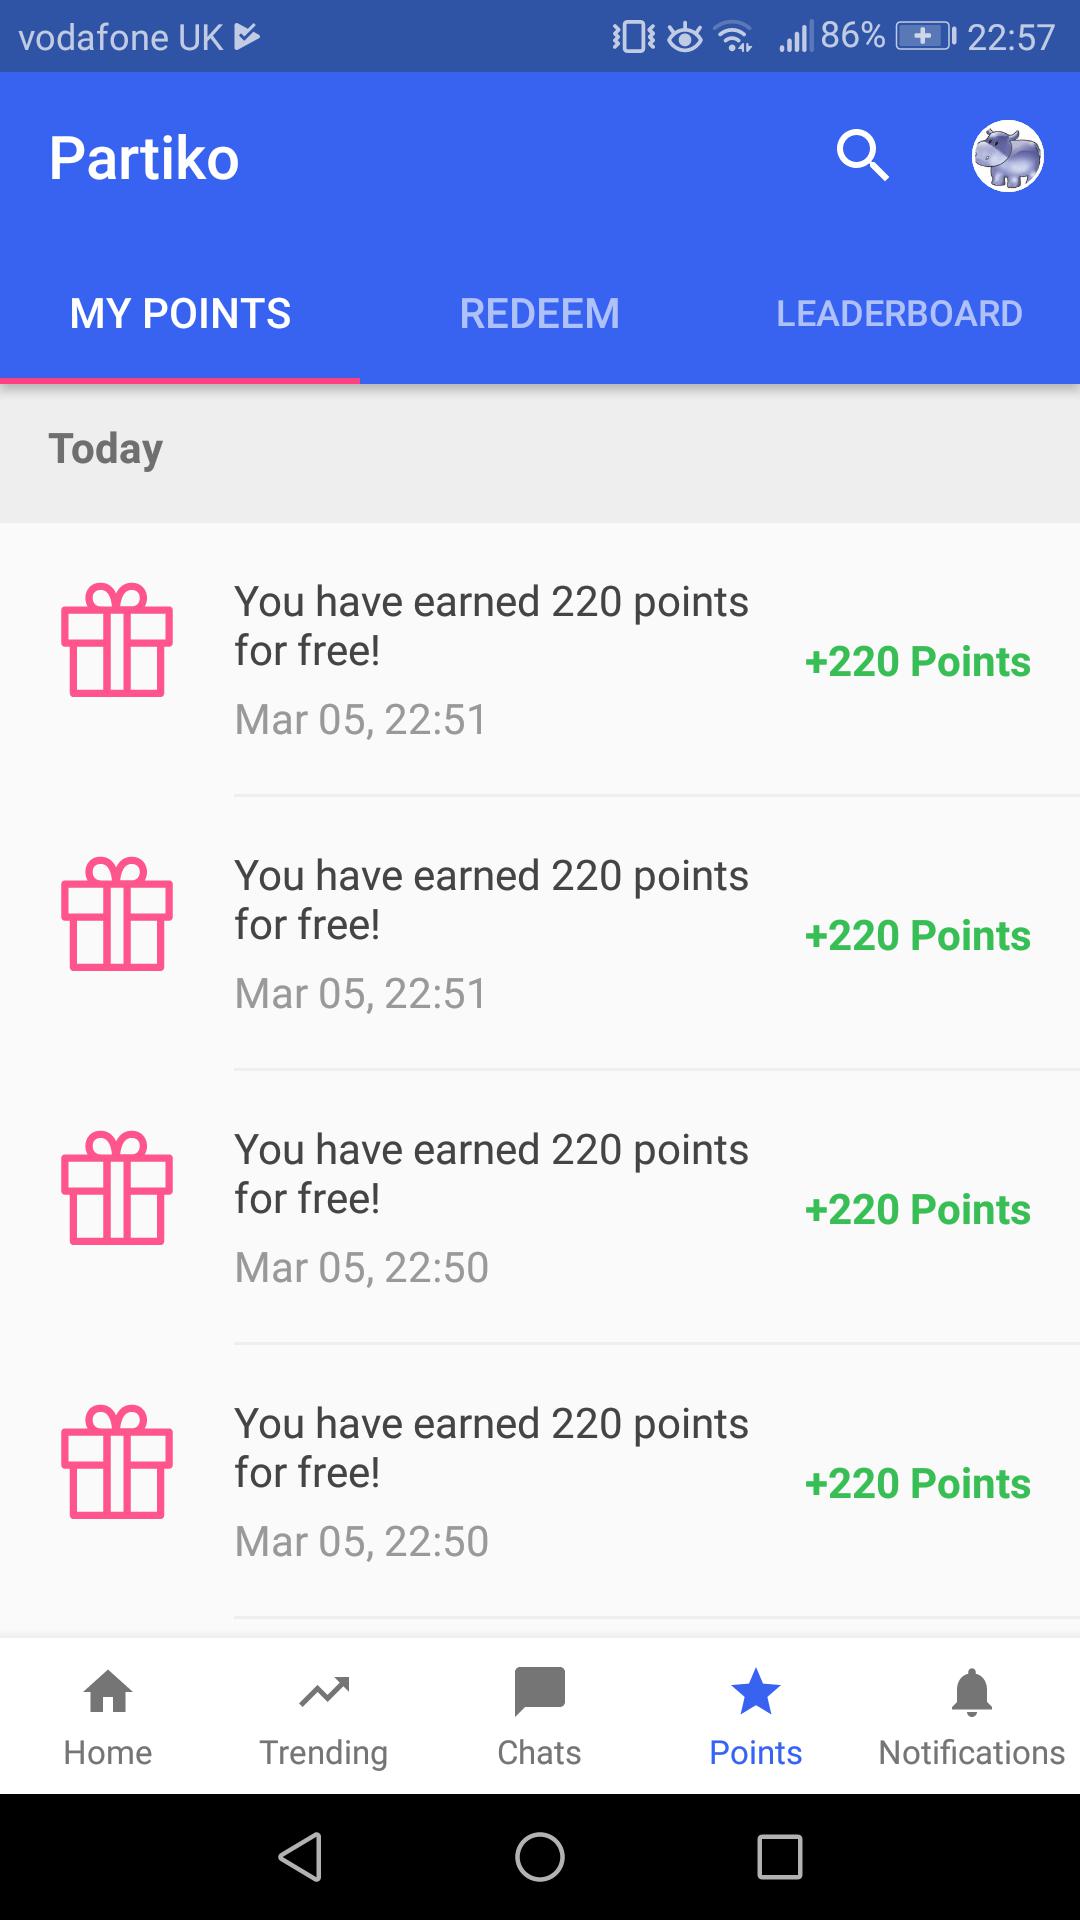 vodafone UK 86% 22:57
Partiko
MY POINTS REDEEM LEADERBOARD
Today
You have earned 220 points
for free!
+220 Points
Mar 05, 22:51
You have earned 220 points
for free!
+220 Points
Mar 05, 22:51
You have earned 220 points
for free!
+220 Points
Mar 05, 22:50
You have earned 220 points
for free!
+220 Points
Mar 05, 22:50
Home Trending Chats Points Notifications